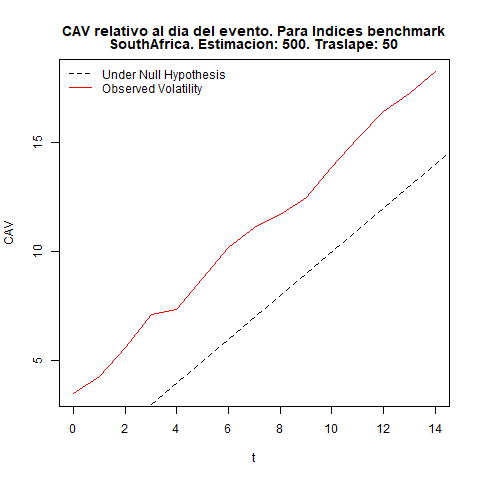 CAV relativo al dia del evento. Para Indices benchmark
SouthAfrica. Estimacion: 500. Traslape: 50
Under Null Hypothesis
Observed Volatility
15
10
5
CAV
0 2 4 6 8 10 12 14
t